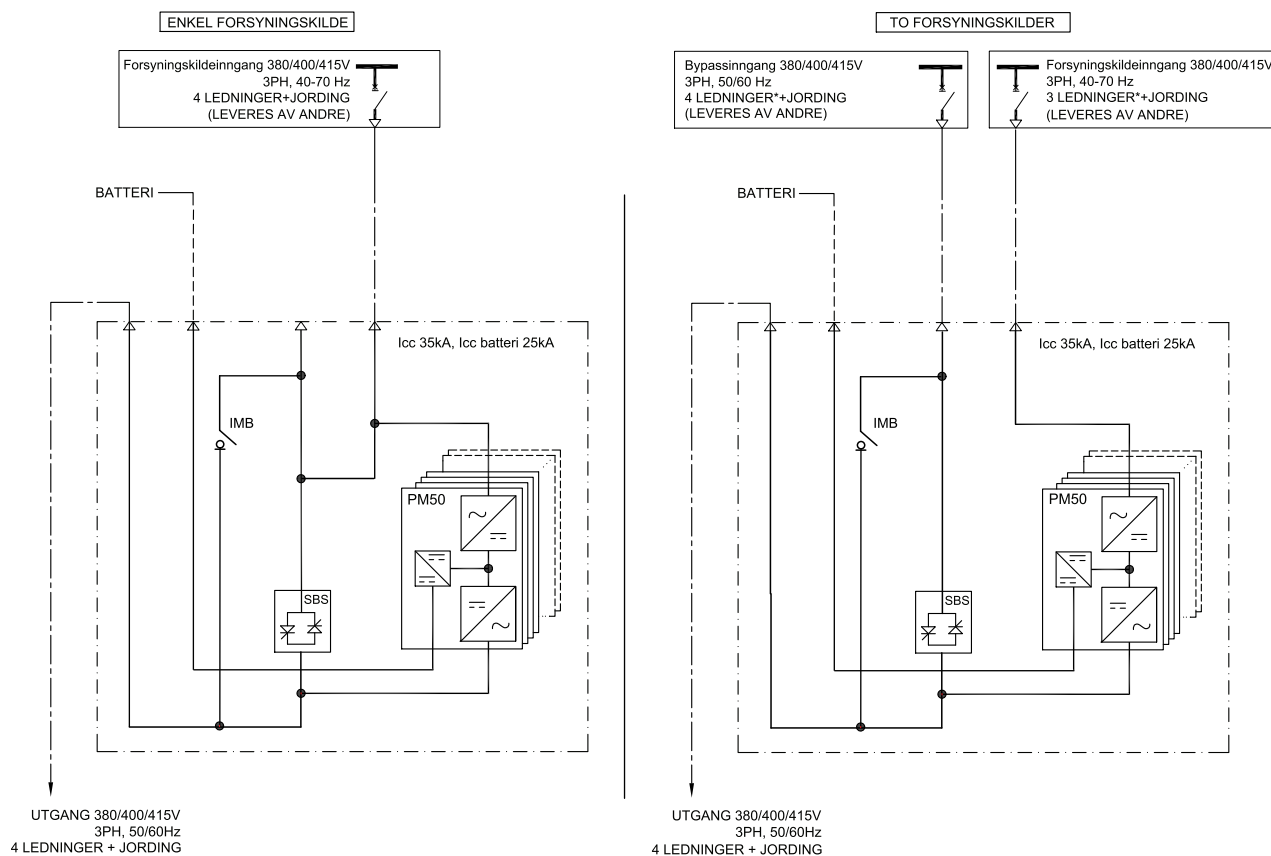 ENKEL FORSYNINGSKILDE
Forsyningskildeinngang 380/400/415V
3PH, 40-70 Hz
4 LEDNINGER+JORDING
(LEVERES AV ANDRE)
BATTERI
Icc 35kA, Icc batteri 25kA
IMB
PM50
SBS
UTGANG 380/400/415V
3PH, 50/60Hz
4 LEDNINGER + JORDING
TO FORSYNINGSKILDER
Bypassinngang 380/400/415V
3PH, 50/60 Hz
4 LEDNINGER*+JORDING
(LEVERES AV ANDRE)
Forsyningskildeinngang 380/400/415V
3PH, 40-70 Hz
3 LEDNINGER*+JORDING
(LEVERES AV ANDRE)
BATTERI
Icc 35kA, Icc batteri 25kA
IMB
PM50
SBS
UTGANG 380/400/415V
3PH, 50/60Hz
4 LEDNINGER + JORDING